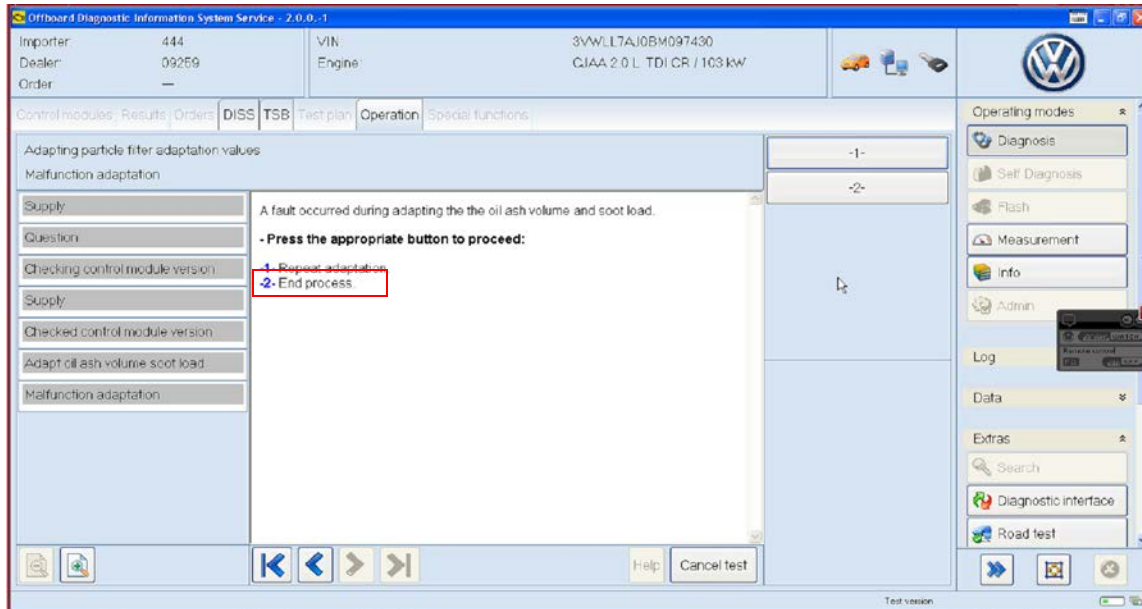 Offboard Diagnostic Information System Service - 2.0.0.-1
Importer: 444
Dealer: 09259
Order: —
VIN: 3VWLL7AJ0BM097430
Engine: CJAA 2.0 L TDI CR / 103 kW
Control modules Results Orders DISS TSB Test plan Operation Special functions
Adapting particle filter adaptation values
Malfunction adaptation
-1-
-2-
Supply
Question
Checking control module version
Supply
Checked control module version
Adapt oil ash volume soot load
Malfunction adaptation
A fault occurred during adapting the the oil ash volume and soot load.
- Press the appropriate button to proceed:
-1- Repeat adaptation
-2- End process.
Help
Cancel test
Operating modes
Diagnosis
Self Diagnosis
Flash
Measurement
Info
Admin
Log
Data
Extras
Search
Diagnostic interface
Road test
Test version